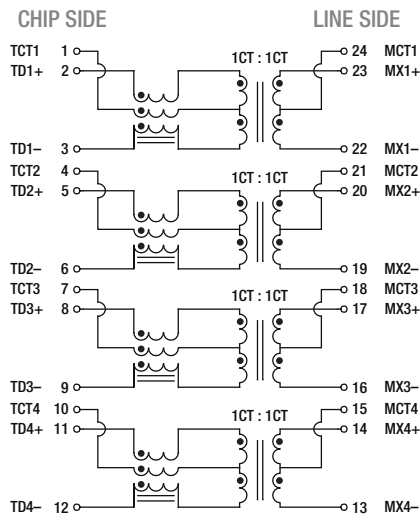 CHIP SIDE LINE SIDE
TCT1 1 24 MCT1
1CT : 1CT
TD1+ 2 23 MX1+
TD1– 3 22 MX1–
TCT2 4 21 MCT2
1CT : 1CT
TD2+ 5 20 MX2+
TD2– 6 19 MX2–
TCT3 7 18 MCT3
1CT : 1CT
TD3+ 8 17 MX3+
TD3– 9 16 MX3–
TCT4 10 15 MCT4
1CT : 1CT
TD4+ 11 14 MX4+
TD4– 12 13 MX4–